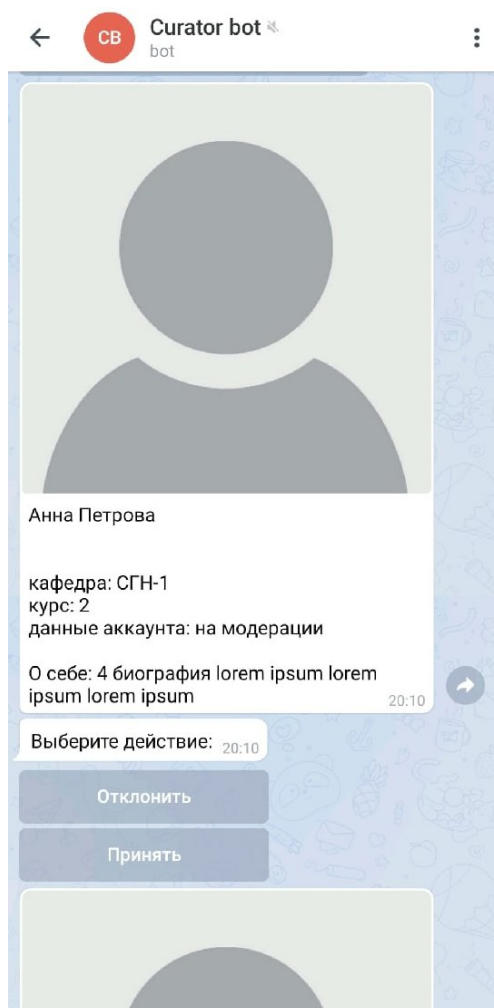 CB
Curator bot
bot
Анна Петрова
кафедра: СГН-1
курс: 2
данные аккаунта: на модерации
О себе: 4 биография lorem ipsum lorem
ipsum lorem ipsum
20:10
Выберите действие: 20:10
Отклонить
Принять